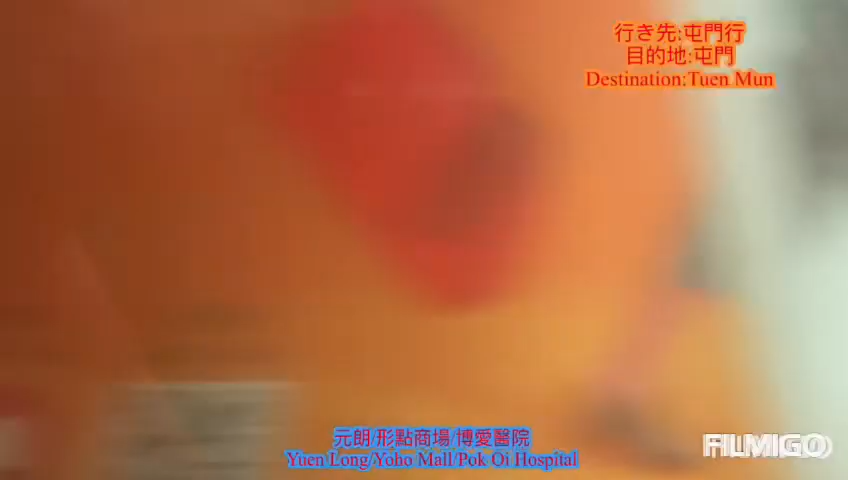 行き先:屯門行
目的地:屯門
Destination:Tuen Mun
元朗/形點商場/博愛醫院
Yuen Long/Yoho Mall/Pok Oi Hospital
FILMIGO